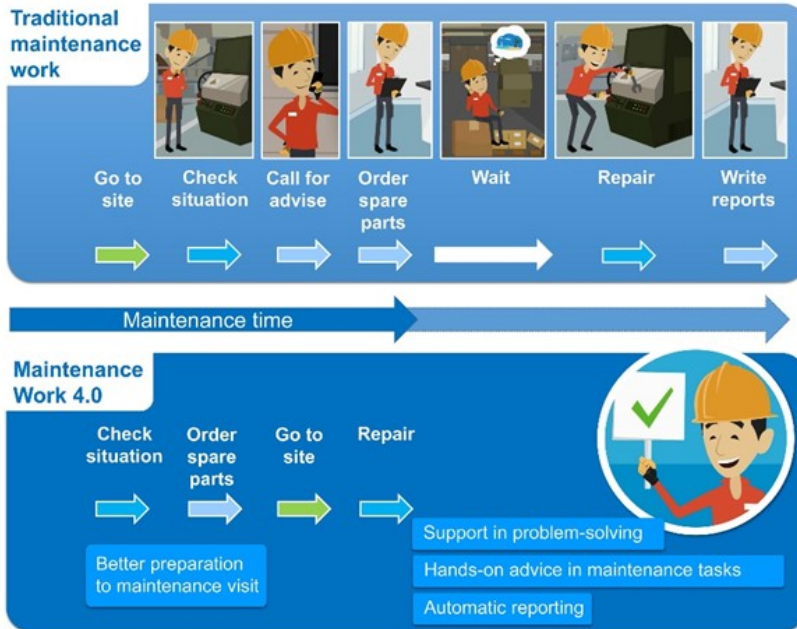 Traditional
maintenance
work
Go to
site
Check
situation
Call for
advise
Order
spare
parts
Wait
Repair
Write
reports
Maintenance time
Maintenance
Work 4.0
Check
situation
Order
spare
parts
Go to
site
Repair
Better preparation
to maintenance visit
Support in problem-solving
Hands-on advice in maintenance tasks
Automatic reporting